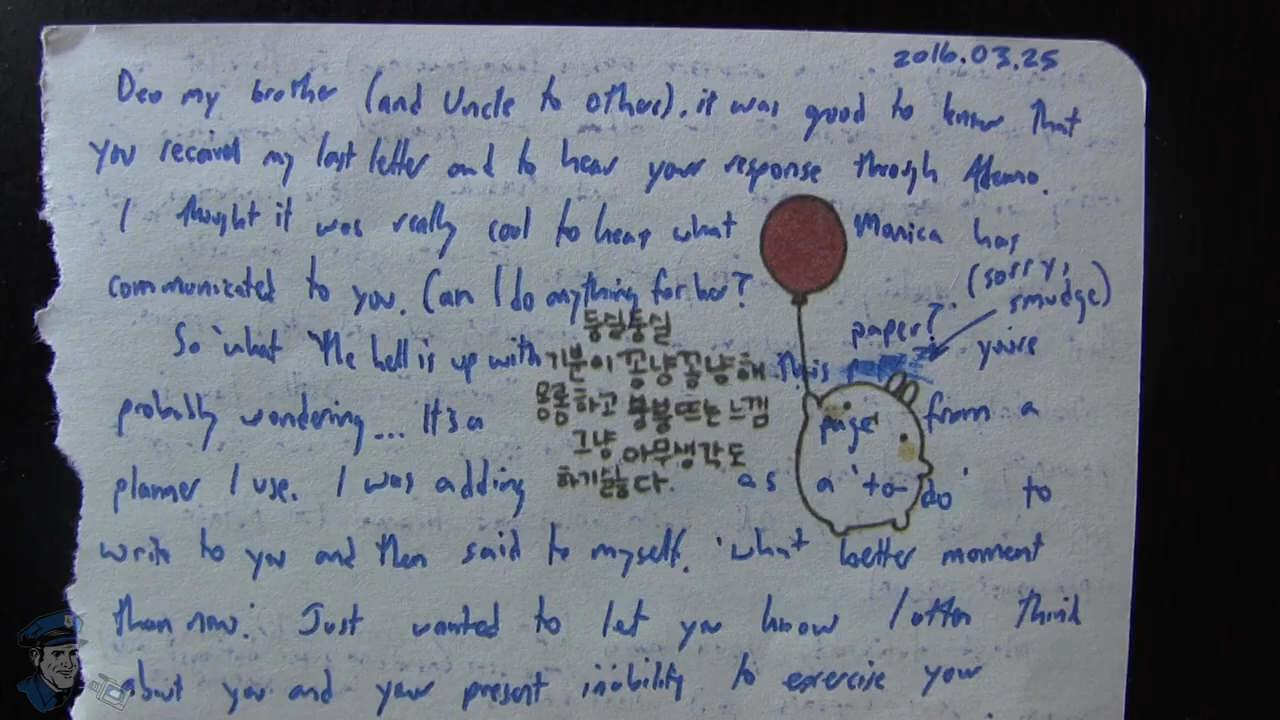 2016.03.25
Dea my brother (and Uncle to others). it was good to know that
you received my last letter and to hear your response through Ademo.
I thought it was really cool to hear what Monica has
communicated to you. Can I do anything for her?
(sorry, smudge)
paper?
So 'what the hell is up with this you're
둥실둥실
기분이 꽁냥꽁냥해
몽롱하고 붕붕뜨는느낌
그냥 아무생각도
하기싫다.
probably wondering... It's a page from a
planner I use. I was adding as a 'to-do' to
write to you and then said to myself. 'what better moment
than now.' Just wanted to let you know I often think
about you and your present inability to exercise your